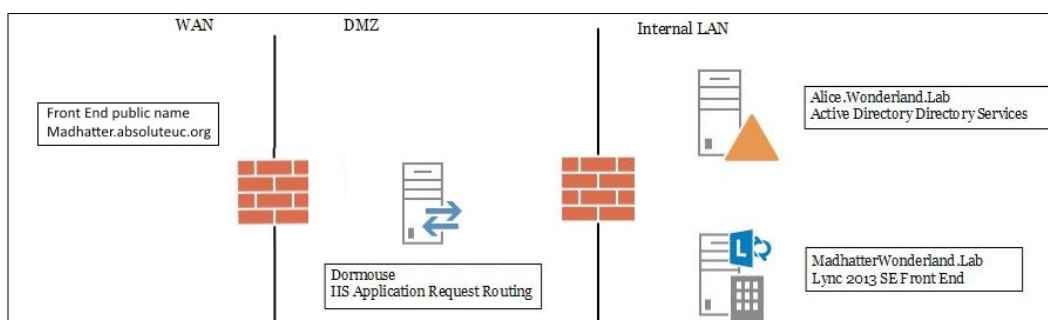 WAN
DMZ
Internal LAN
Front End public name
Madhatter.absoluteuc.org
Alice.Wonderland.Lab
Active Directory Directory Services
Dormouse
IIS Application Request Routing
L
MadhatterWonderland.Lab
Lync 2013 SE Front End